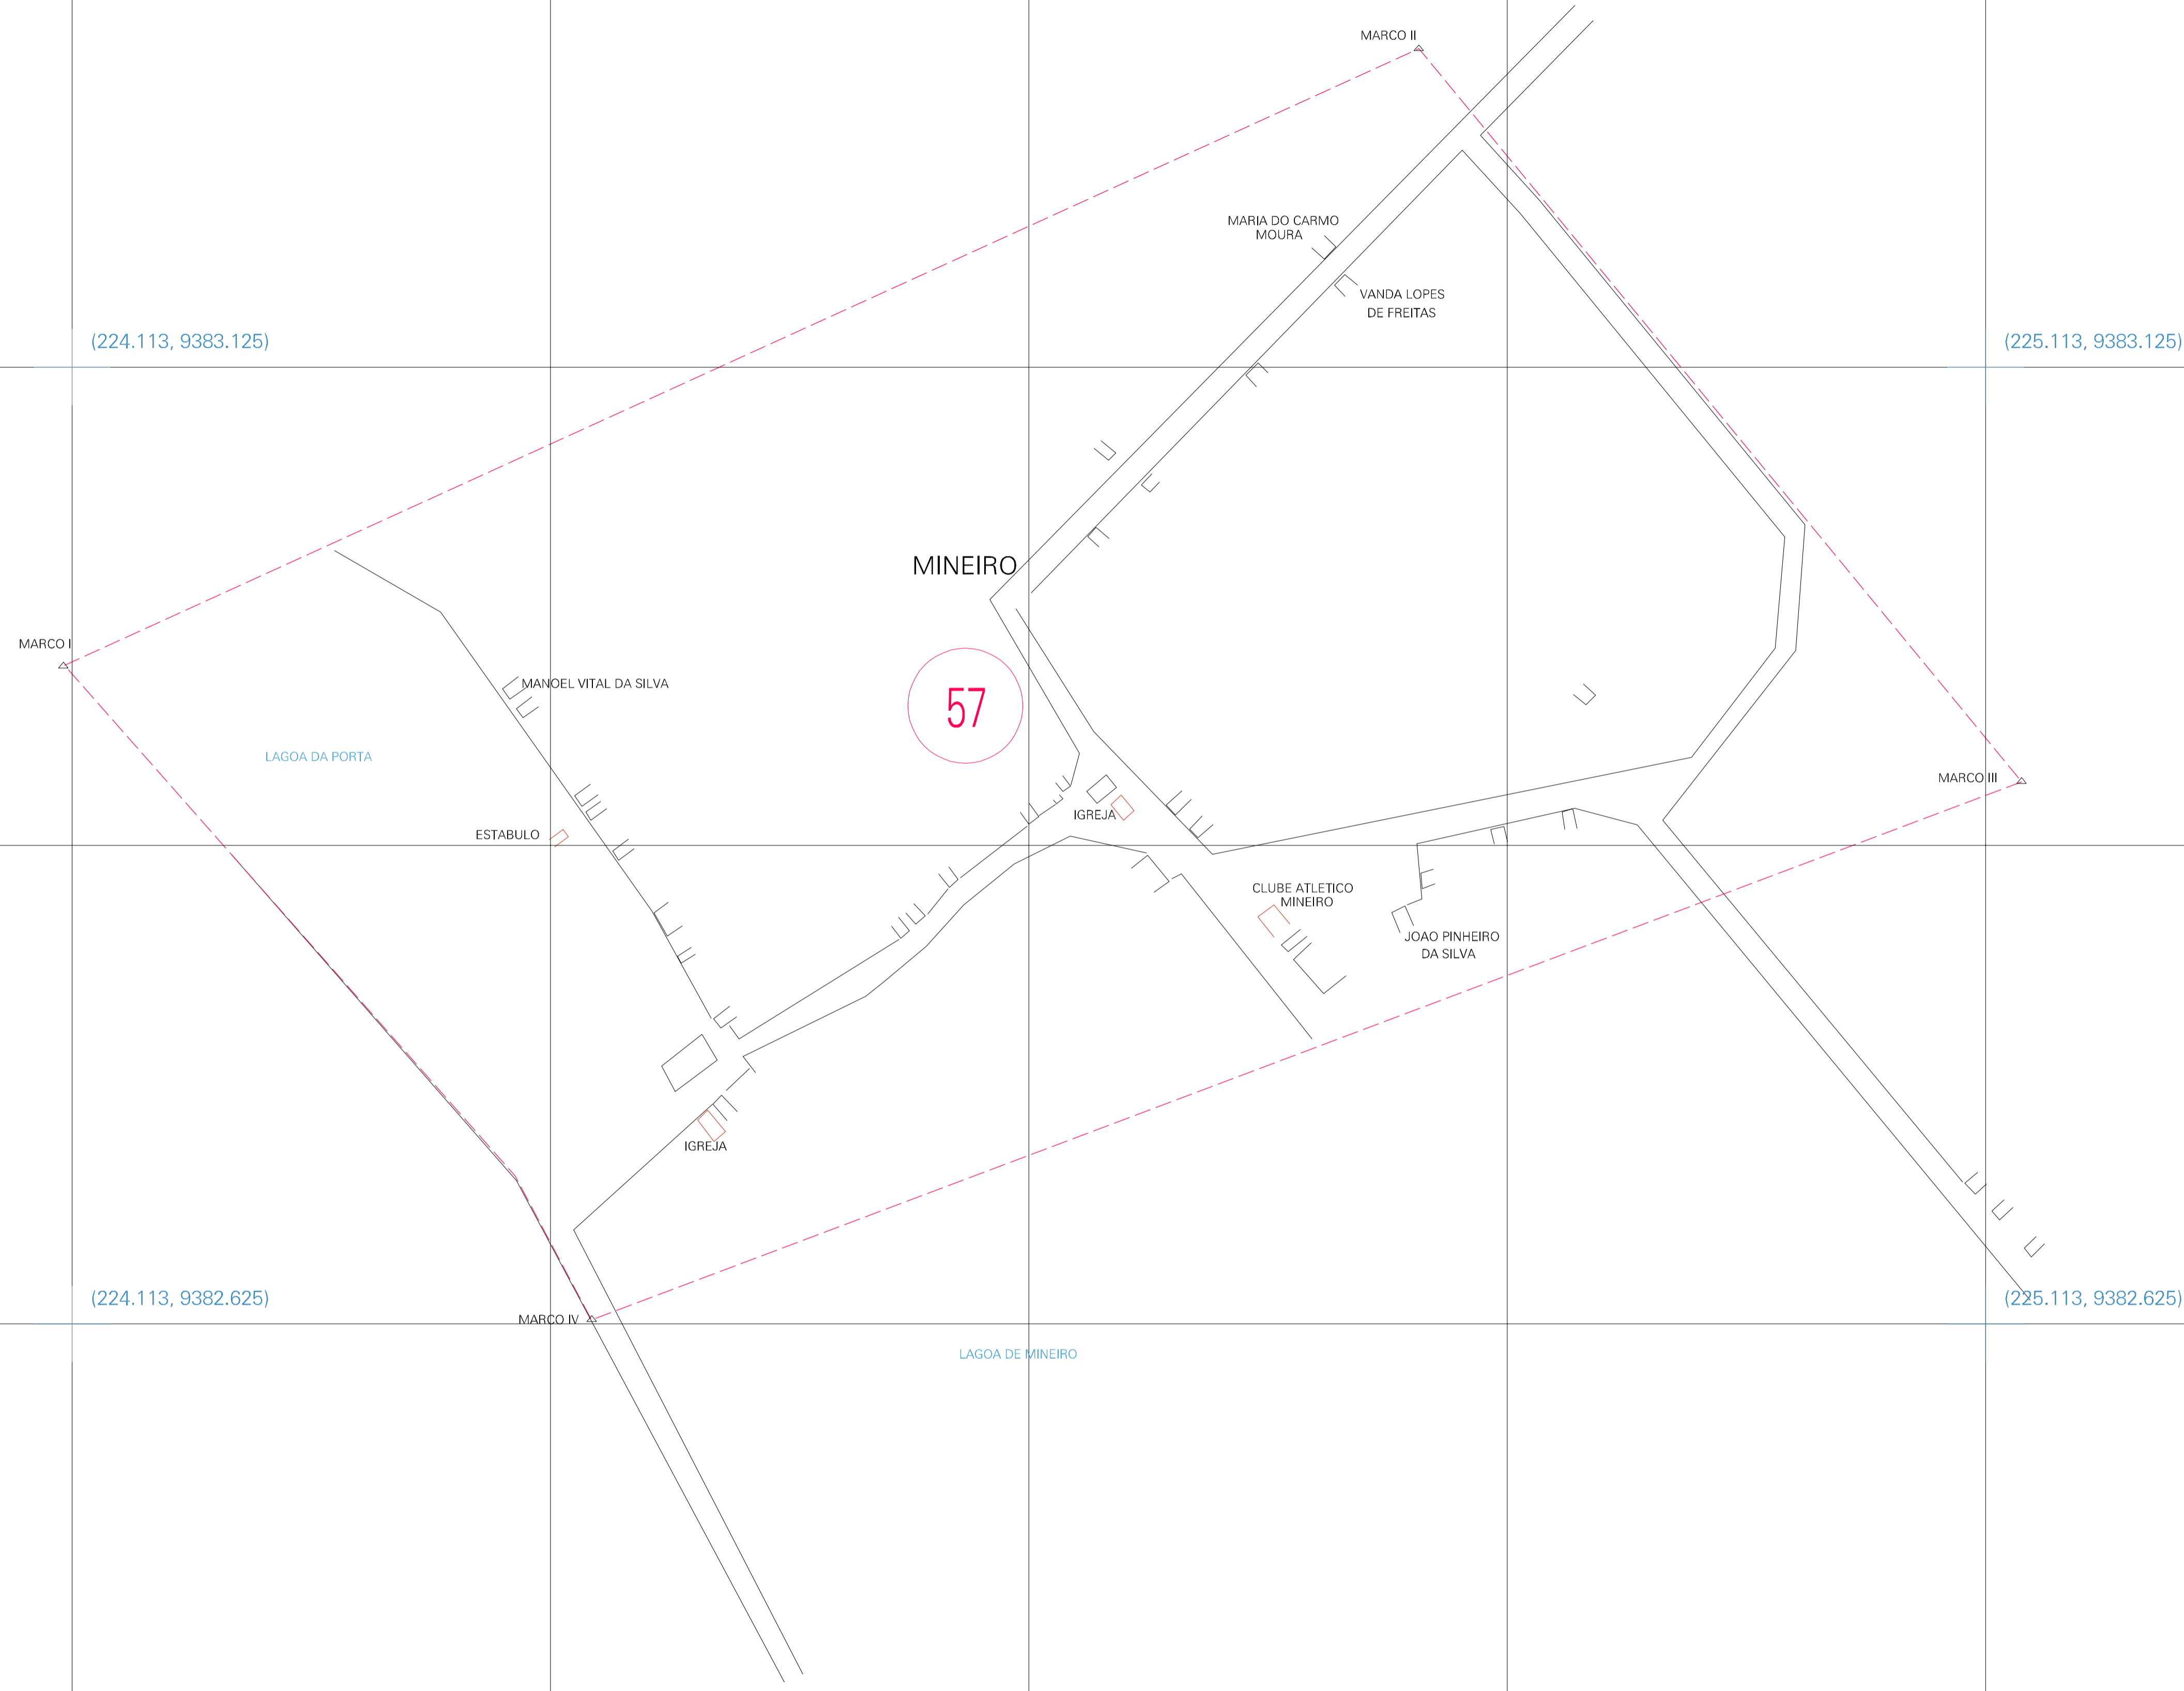 MARCO II
MARIA DO CARMO
MOURA
VANDA LOPES
DE FREITAS
(224.113, 9383.125)
(225.113, 9383.125)
MINEIRO
MARCO I
MANOEL VITAL DA SILVA
57
LAGOA DA PORTA
MARCO III
IGREJA
ESTABULO
CLUBE ATLETICO
MINEIRO
JOAO PINHEIRO
DA SILVA
IGREJA
(224.113, 9382.625)
(225.113, 9382.625)
MARCO IV
LAGOA DE MINEIRO